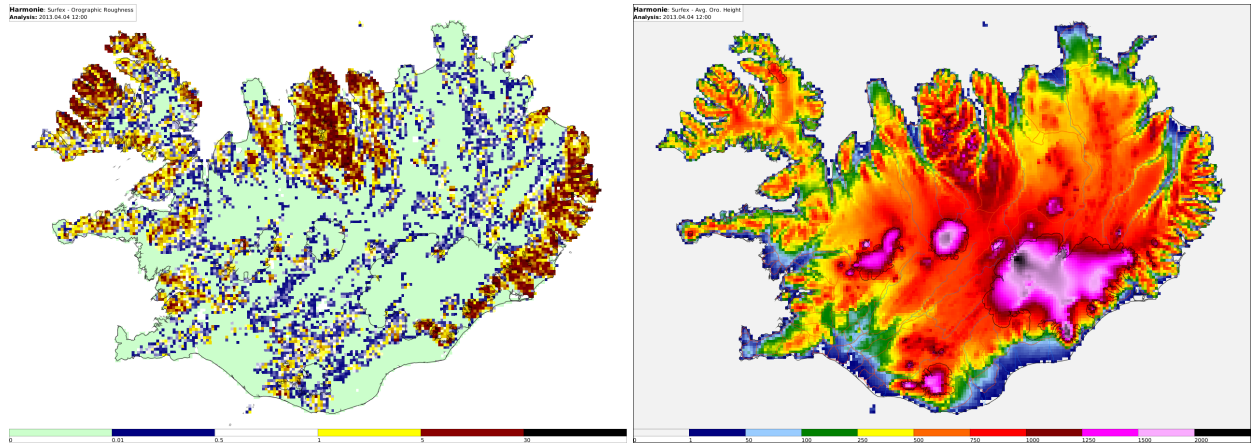 Harmonie: Surfex - Orographic Roughness
Analysis: 2013.04.04 12:00
0 0.01 0.5 1 5 30
Harmonie: Surfex - Avg. Oro. Height
Analysis: 2013.04.04 12:00
0 1 50 100 250 500 750 1000 1250 1500 2000